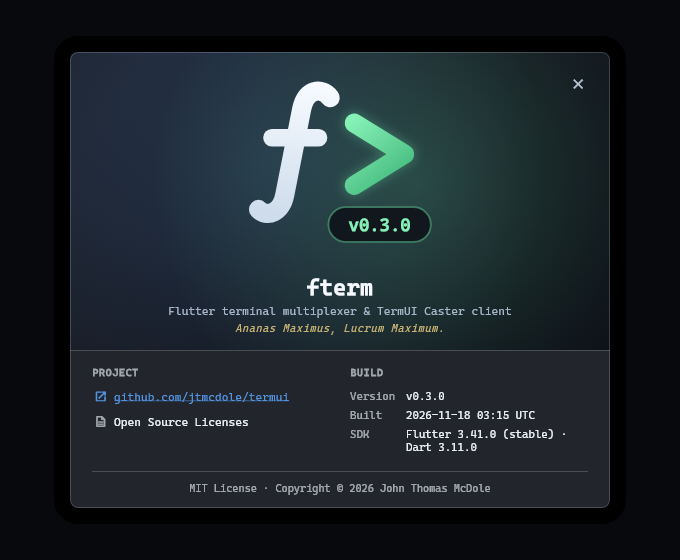 f>
v0.3.0
fterm
Flutter terminal multiplexer & TermUI Caster client
Ananas Maximus, Lucrum Maximum.
PROJECT
github.com/jtmcdole/termui
Open Source Licenses
BUILD
Version v0.3.0
Built 2026-11-18 03:15 UTC
SDK Flutter 3.41.0 (stable) ·
Dart 3.11.0
MIT License · Copyright © 2026 John Thomas McDole